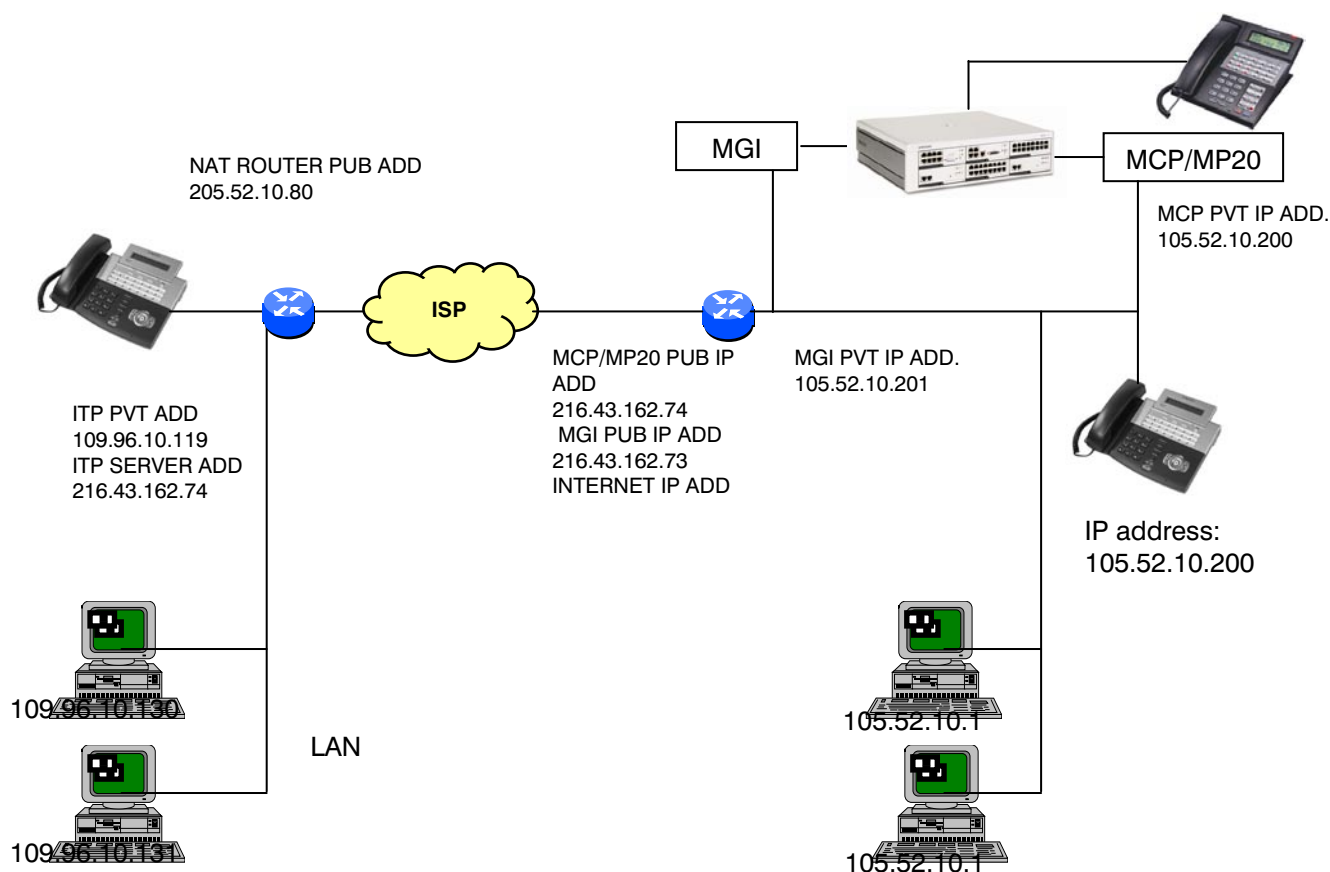 NAT ROUTER PUB ADD
205.52.10.80
MGI
MCP/MP20
MCP PVT IP ADD.
105.52.10.200
ISP
ITP PVT ADD
109.96.10.119
ITP SERVER ADD
216.43.162.74
MCP/MP20 PUB IP
ADD
216.43.162.74
MGI PUB IP ADD
216.43.162.73
INTERNET IP ADD
MGI PVT IP ADD.
105.52.10.201
IP address:
105.52.10.200
109.96.10.130
LAN
109.96.10.131
105.52.10.1
105.52.10.1